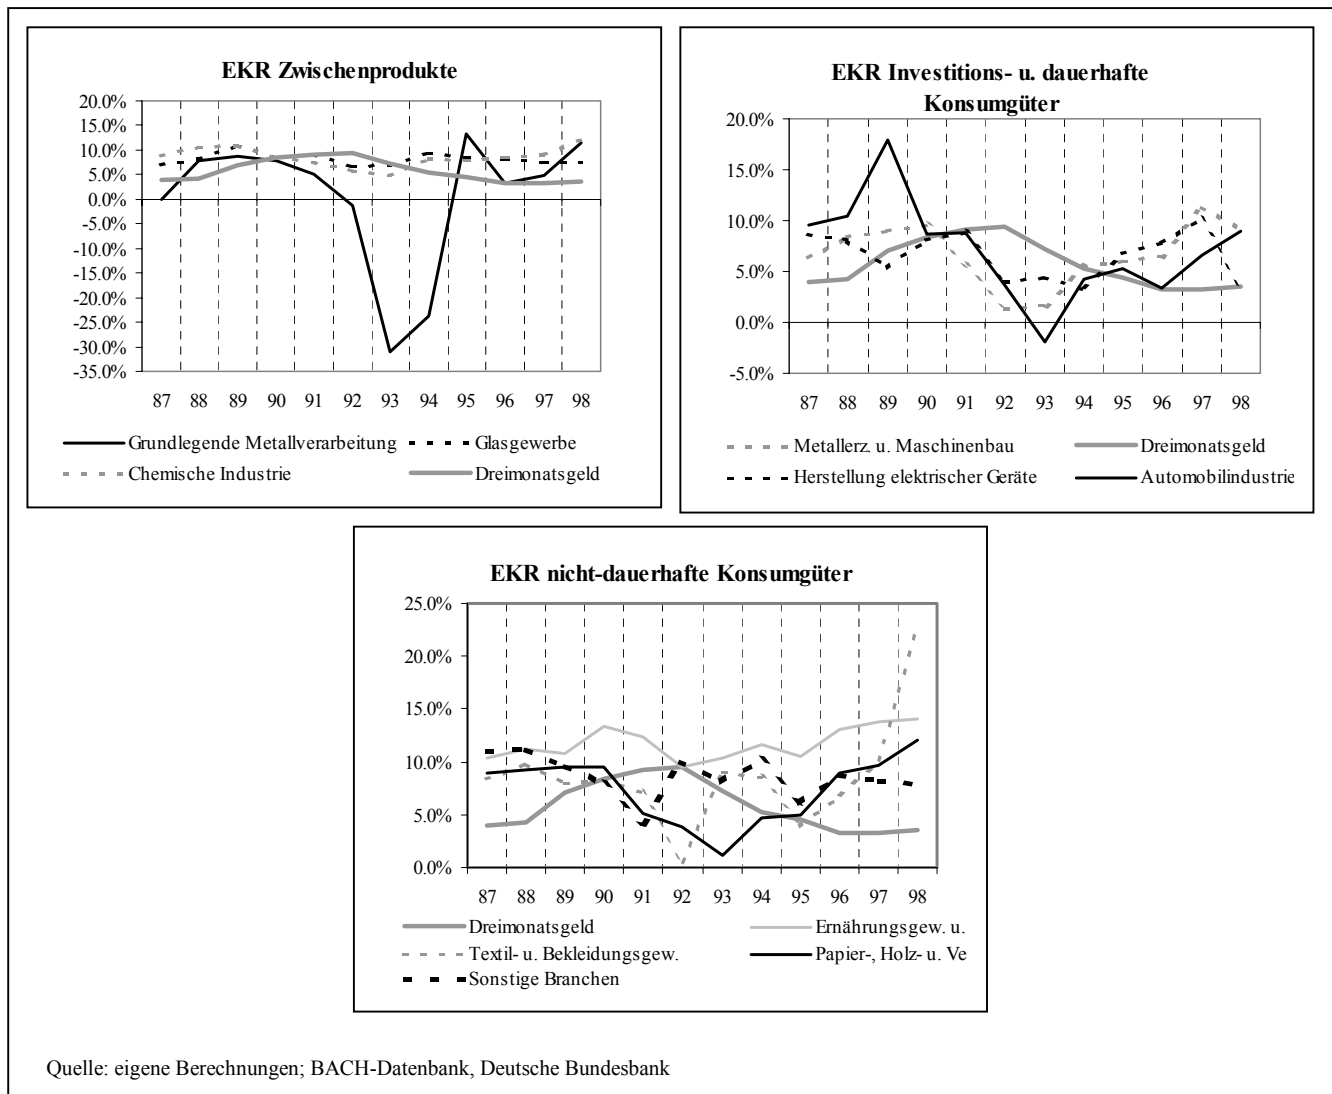 EKR Zwischenprodukte
20.0%
15.0%
10.0%
5.0%
0.0%
-5.0%
-10.0%
-15.0%
-20.0%
-25.0%
-30.0%
-35.0%
87 88 89 90 91 92 93 94 95 96 97 98
Grundlegende Metallverarbeitung Glasgewerbe
Chemische Industrie Dreimonatsgeld
EKR Investitions- u. dauerhafte
Konsumgüter
20.0%
15.0%
10.0%
5.0%
0.0%
-5.0%
87 88 89 90 91 92 93 94 95 96 97 98
Metallerz. u. Maschinenbau Dreimonatsgeld
Herstellung elektrischer Geräte Automobilindustrie
EKR nicht-dauerhafte Konsumgüter
25.0%
20.0%
15.0%
10.0%
5.0%
0.0%
87 88 89 90 91 92 93 94 95 96 97 98
Dreimonatsgeld Ernährungsgew. u.
Textil- u. Bekleidungsgew. Papier-, Holz- u. Ve
Sonstige Branchen
Quelle: eigene Berechnungen; BACH-Datenbank, Deutsche Bundesbank